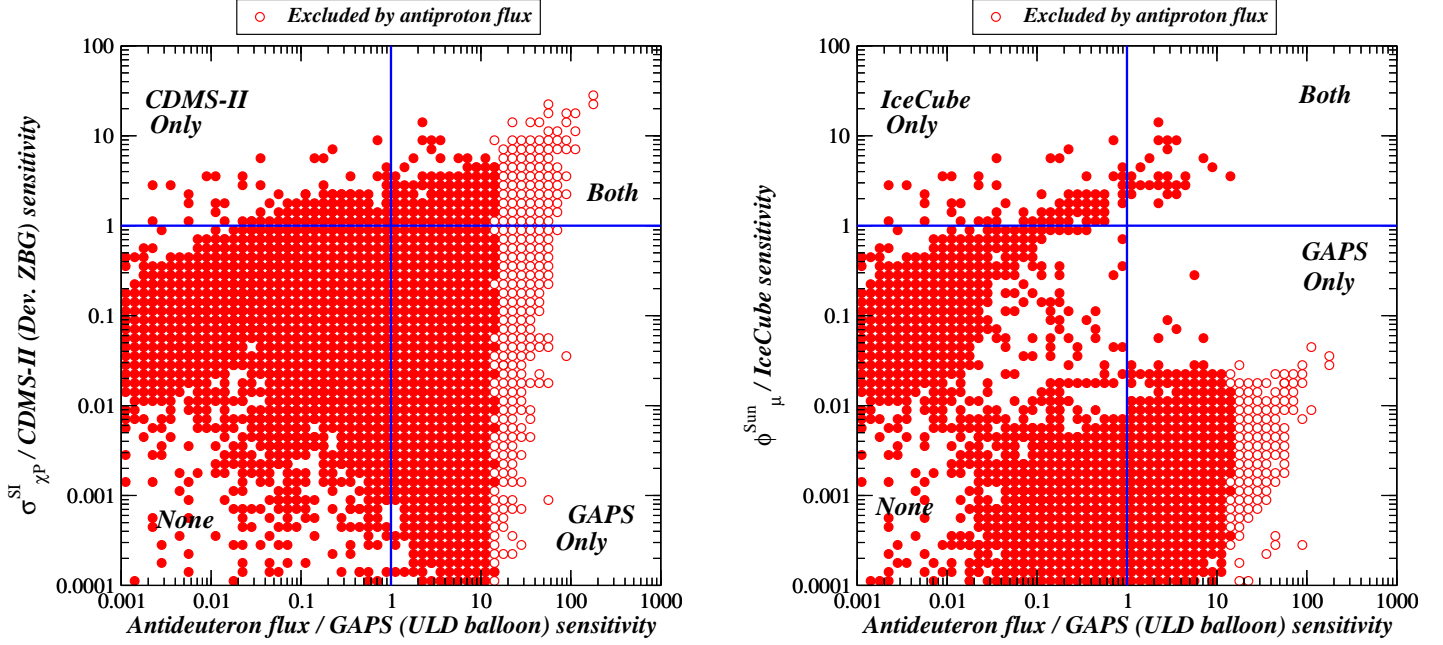 Excluded by antiproton flux
100
10
1
0.1
0.01
0.001
0.0001
0.001 0.01 0.1 1 10 100 1000
σ^SI_χP / CDMS-II (Dev. ZBG) sensitivity
Antideuteron flux / GAPS (ULD balloon) sensitivity
CDMS-II
Only
Both
None
GAPS
Only
Excluded by antiproton flux
100
10
1
0.1
0.01
0.001
0.0001
0.001 0.01 0.1 1 10 100 1000
ϕ^Sun_μ / IceCube sensitivity
Antideuteron flux / GAPS (ULD balloon) sensitivity
IceCube
Only
Both
GAPS
Only
None